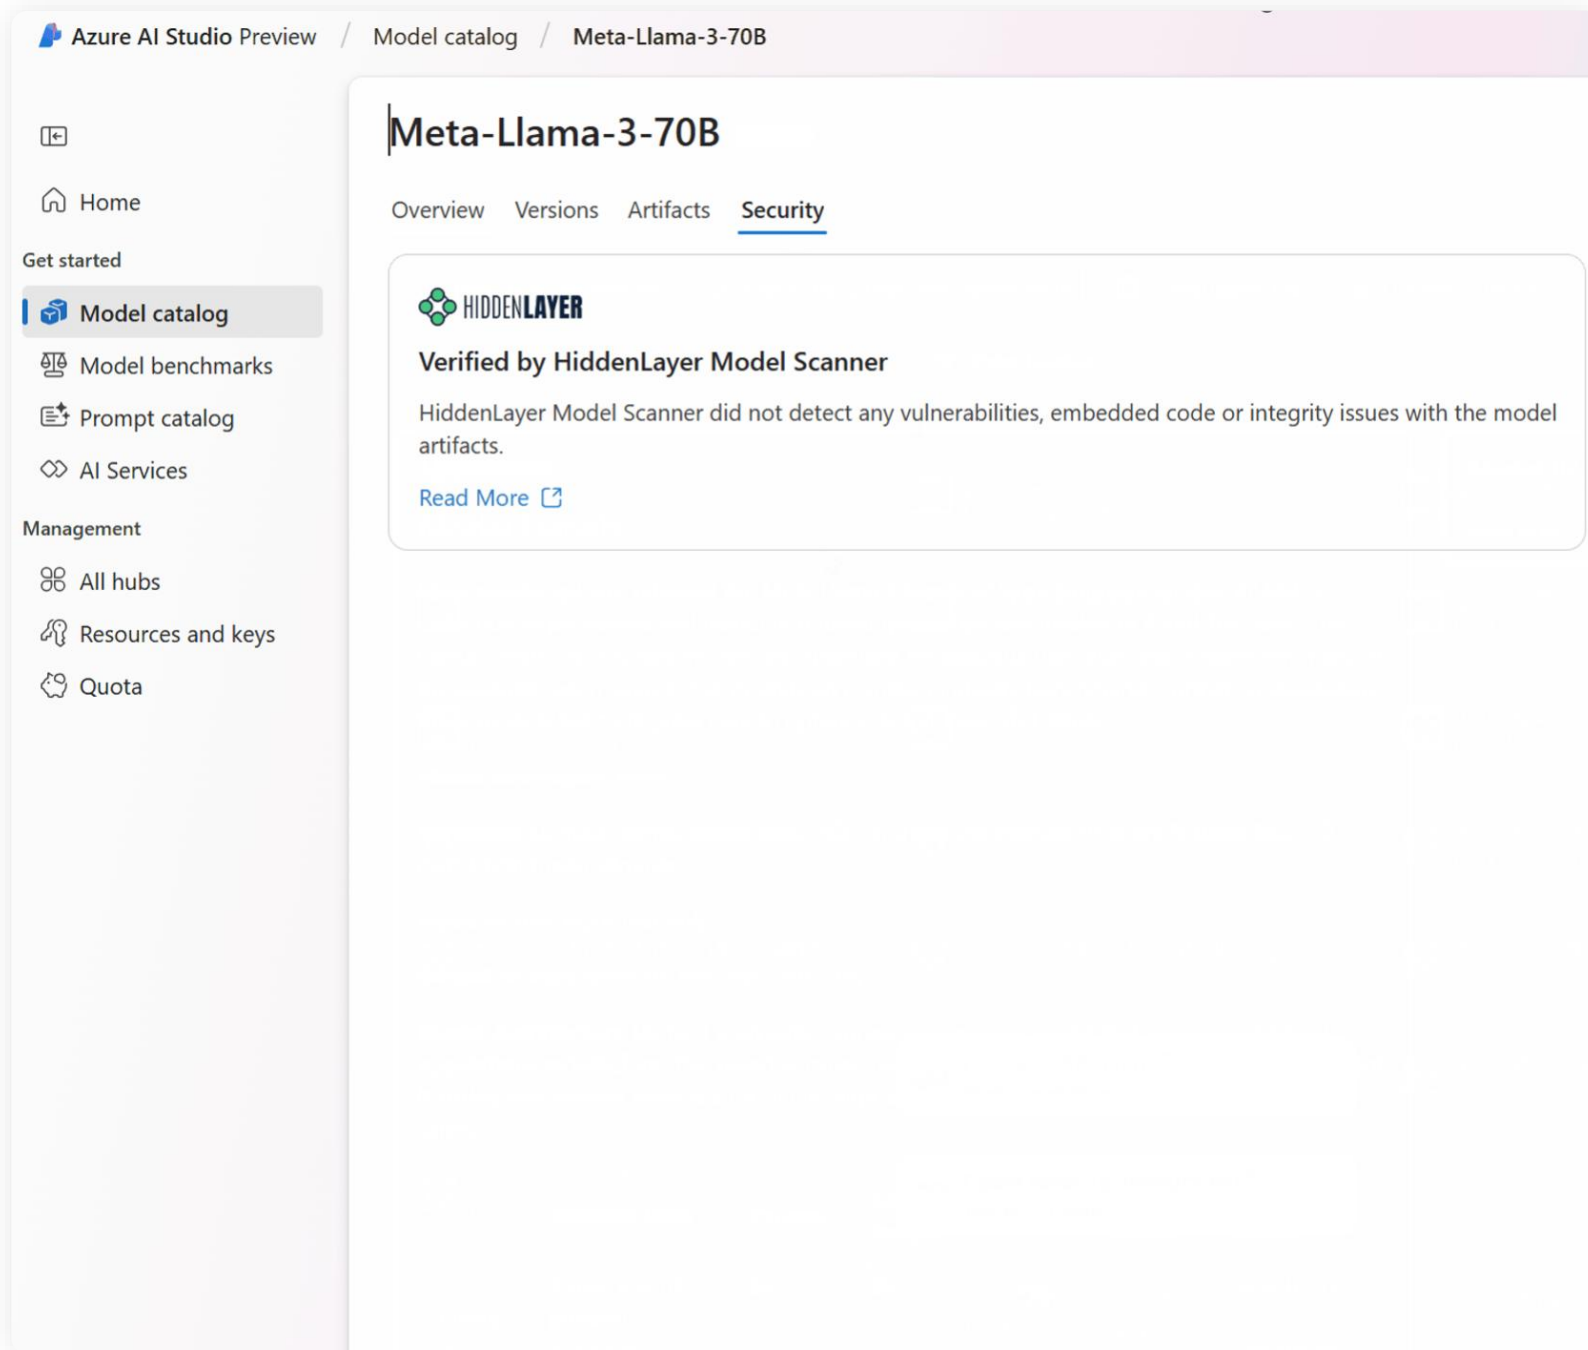 Azure AI Studio Preview / Model catalog / Meta-Llama-3-70B
Home
Get started
Model catalog
Model benchmarks
Prompt catalog
AI Services
Management
All hubs
Resources and keys
Quota
Meta-Llama-3-70B
Overview Versions Artifacts Security
HIDDENLAYER
Verified by HiddenLayer Model Scanner
HiddenLayer Model Scanner did not detect any vulnerabilities, embedded code or integrity issues with the model
artifacts.
Read More